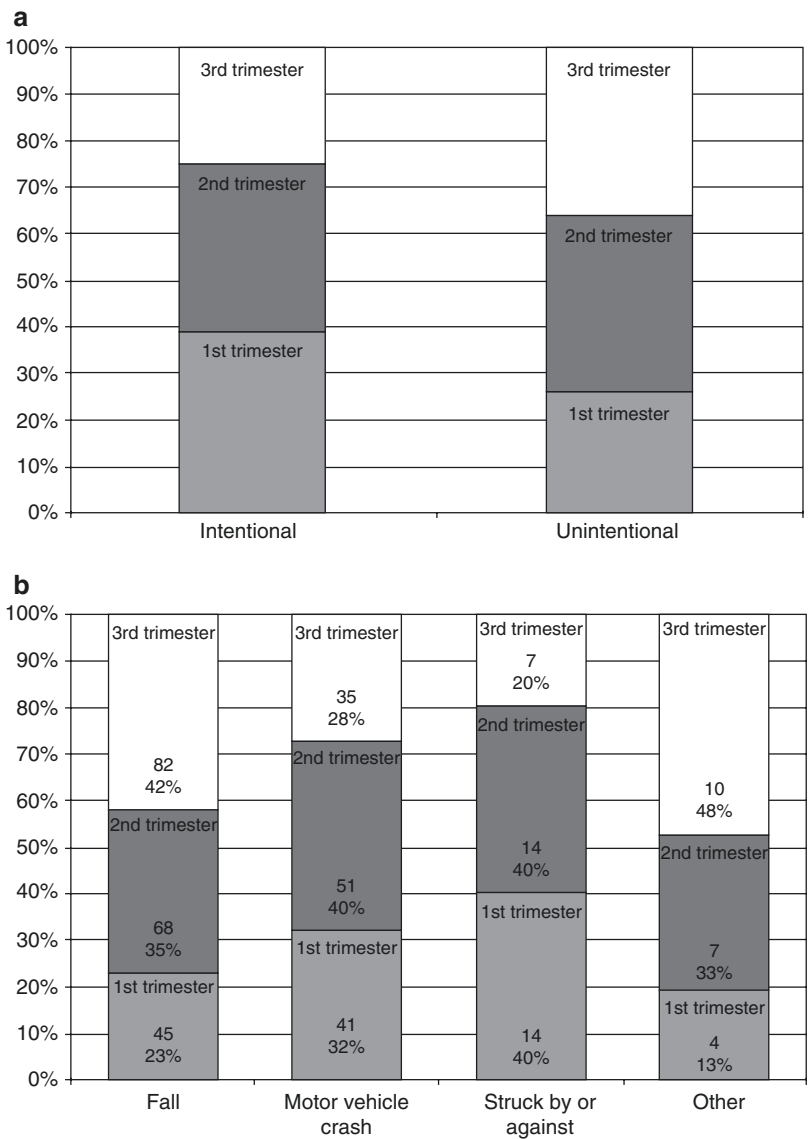 a
100%
90%
80%
70%
60%
50%
40%
30%
20%
10%
0%
3rd trimester
2nd trimester
1st trimester
3rd trimester
2nd trimester
1st trimester
Intentional
Unintentional
b
100%
90%
80%
70%
60%
50%
40%
30%
20%
10%
0%
3rd trimester
82
42%
2nd trimester
68
35%
1st trimester
45
23%
3rd trimester
35
28%
2nd trimester
51
40%
1st trimester
41
32%
3rd trimester
7
20%
2nd trimester
14
40%
1st trimester
14
40%
3rd trimester
10
48%
2nd trimester
7
33%
1st trimester
4
13%
Fall
Motor vehicle
crash
Struck by or
against
Other